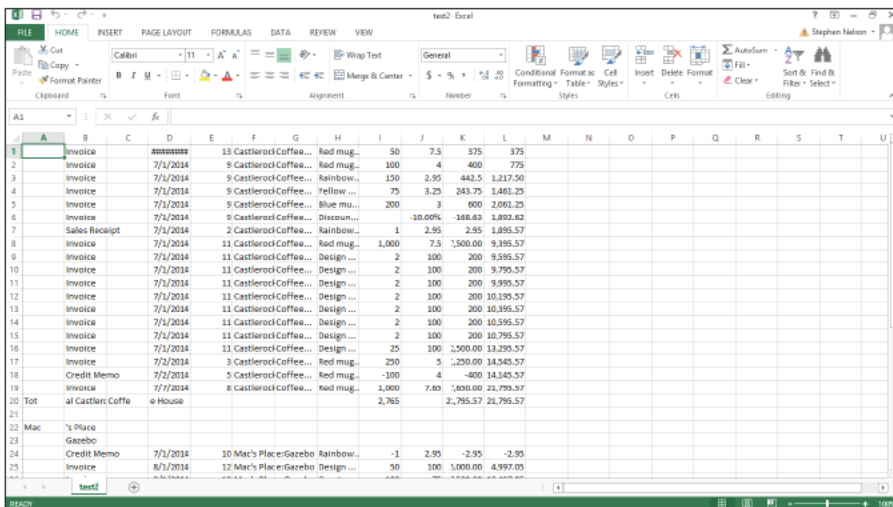 test2 - Excel
FILE HOME INSERT PAGE LAYOUT FORMULAS DATA REVIEW VIEW Stephen Nelson
Cut Calibri 11 Wrap Text General AutoSum
Paste Copy Fill
Format Painter B I U Merge & Center $ - % , Conditional Formatting Format as Table Cell Styles Insert Delete Format Clear Sort & Filter Find & Select
Clipboard Font Alignment Number Styles Cells Editing
A1 fx
A B C D E F G H I J K L M N O P Q R S T U
1 Invoice ######## 13 Castlerock Coffee... Red mug... 50 7.5 375 375
2 Invoice 7/1/2014 9 Castlerock Coffee... Red mug... 100 4 400 775
3 Invoice 7/1/2014 9 Castlerock Coffee... Rainbow... 150 2.95 442.5 1,217.50
4 Invoice 7/1/2014 9 Castlerock Coffee... Yellow ... 75 3.25 243.75 1,461.25
5 Invoice 7/1/2014 9 Castlerock Coffee... Blue mu... 200 3 600 2,061.25
6 Invoice 7/1/2014 9 Castlerock Coffee... Discoun... -10.00% -168.63 1,892.62
7 Sales Receipt 7/1/2014 2 Castlerock Coffee... Rainbow... 1 2.95 2.95 1,895.57
8 Invoice 7/1/2014 11 Castlerock Coffee... Red mug... 1,000 7.5 7,500.00 9,395.57
9 Invoice 7/1/2014 11 Castlerock Coffee... Design ... 2 100 200 9,595.57
10 Invoice 7/1/2014 11 Castlerock Coffee... Design ... 2 100 200 9,795.57
11 Invoice 7/1/2014 11 Castlerock Coffee... Design ... 2 100 200 9,995.57
12 Invoice 7/1/2014 11 Castlerock Coffee... Design ... 2 100 200 10,195.57
13 Invoice 7/1/2014 11 Castlerock Coffee... Design ... 2 100 200 10,395.57
14 Invoice 7/1/2014 11 Castlerock Coffee... Design ... 2 100 200 10,595.57
15 Invoice 7/1/2014 11 Castlerock Coffee... Design ... 2 100 200 10,795.57
16 Invoice 7/1/2014 11 Castlerock Coffee... Design ... 25 100 2,500.00 13,295.57
17 Invoice 7/2/2014 3 Castlerock Coffee... Red mug... 250 5 1,250.00 14,545.57
18 Credit Memo 7/2/2014 5 Castlerock Coffee... Red mug... -100 4 -400 14,145.57
19 Invoice 7/7/2014 8 Castlerock Coffee... Red mug... 1,000 7.65 7,650.00 21,795.57
20 Tot al Castlerc Coffe e House 2,765 21,795.57 21,795.57
21
22 Mac 's Place
23 Gazebo
24 Credit Memo 7/1/2014 10 Mac's Place:Gazebo Rainbow... -1 2.95 -2.95 -2.95
25 Invoice 8/1/2014 12 Mac's Place:Gazebo Design ... 50 100 5,000.00 4,997.05
test2
READY 100%